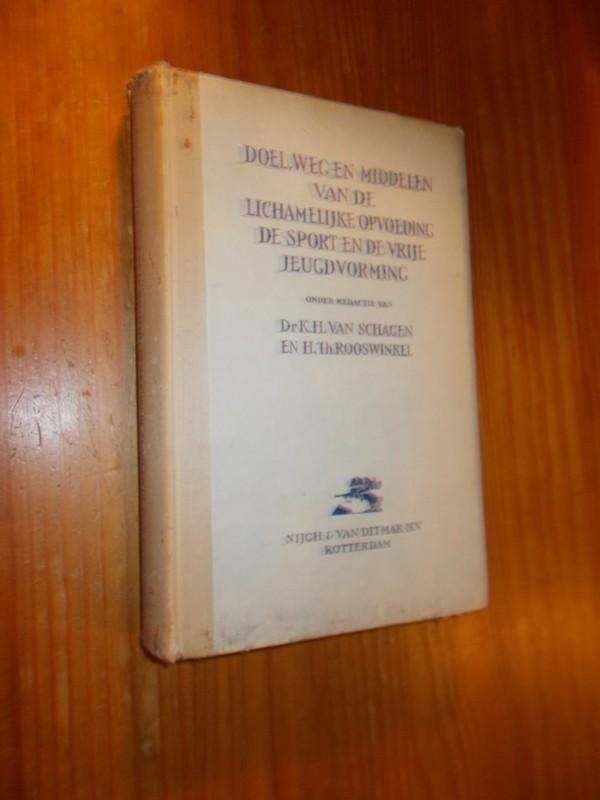 DOEL, WEG EN MIDDELEN
VAN DE
LICHAMELIJKE OPVOEDING
DE SPORT EN DE VRIJE
JEUGDVORMING
ONDER REDACTIE VAN
Dr K.H. VAN SCHAGEN
EN H. Th. ROOSWINKEL
NIJGH & VAN DITMAR N.V.
ROTTERDAM